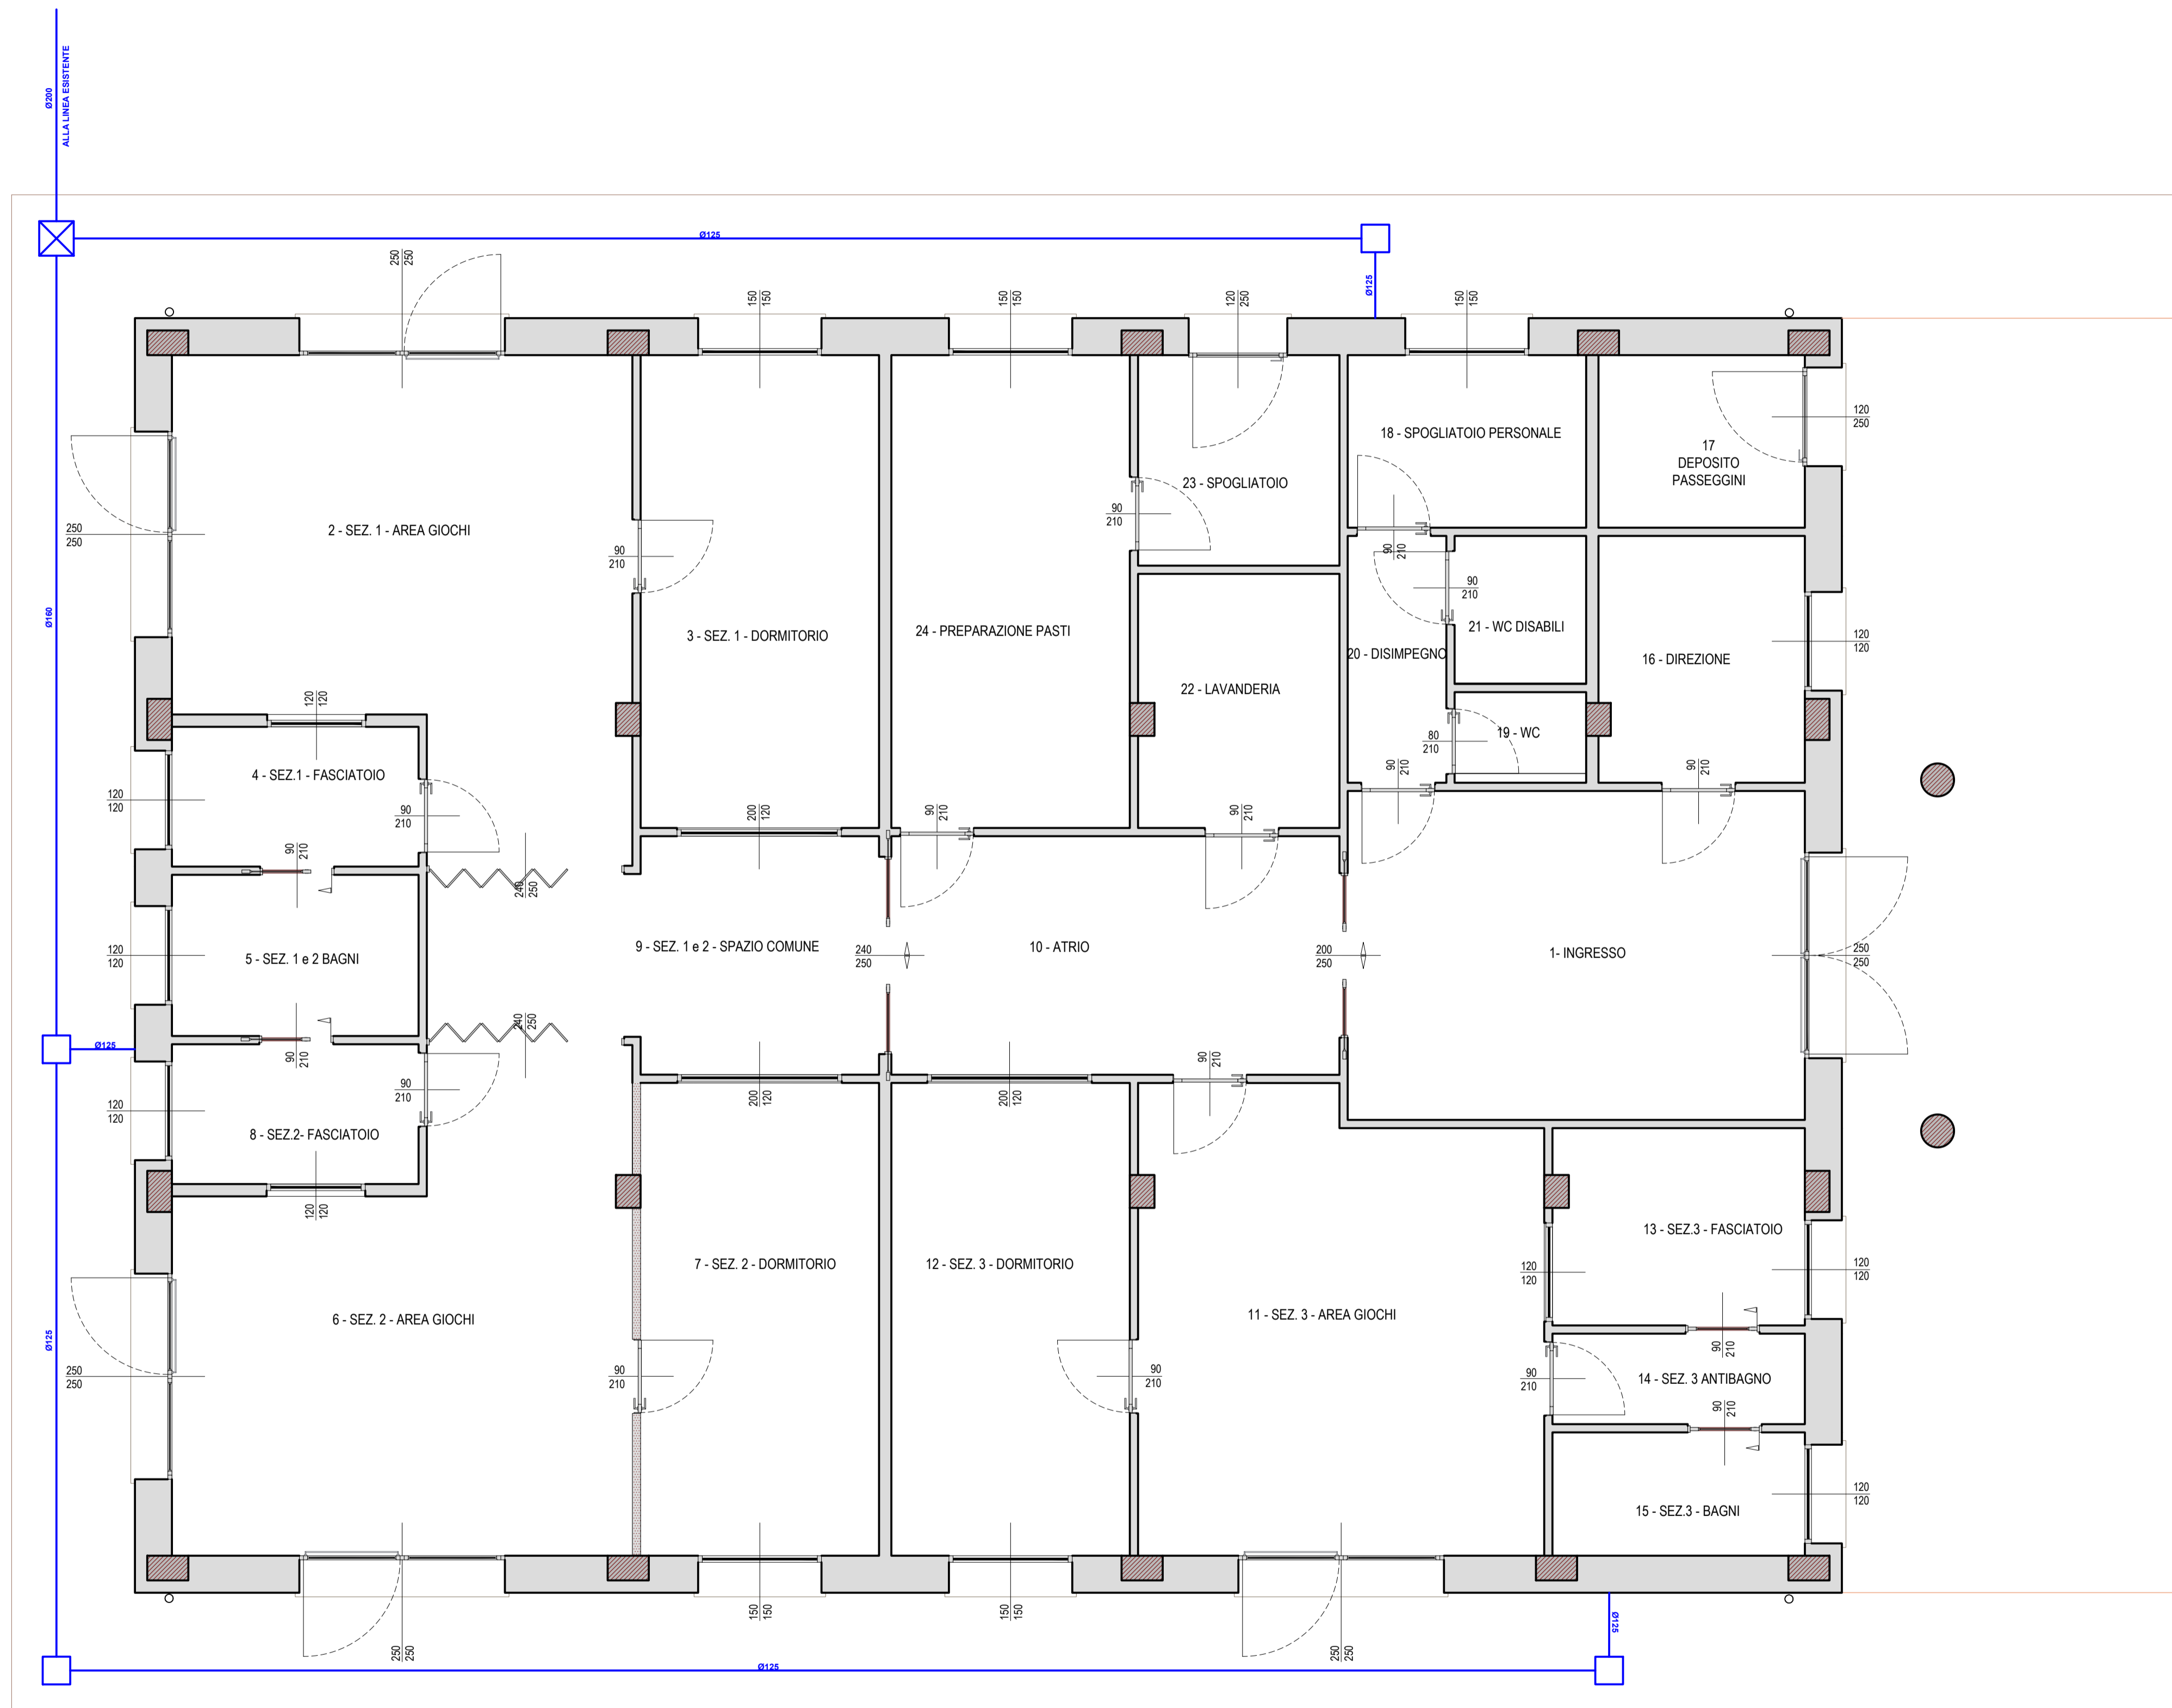 Ø200
ALLA LINEA ESISTENTE
Ø125
Ø125
250
250
150
150
150
150
120
250
150
150
120
250
17
DEPOSITO
PASSEGGINI
18 - SPOGLIATOIO PERSONALE
23 - SPOGLIATOIO
90
210
250
250
2 - SEZ. 1 - AREA GIOCHI
90
210
90
210
90
210
Ø160
3 - SEZ. 1 - DORMITORIO
24 - PREPARAZIONE PASTI
21 - WC DISABILI
120
120
20 - DISIMPEGNO
16 - DIREZIONE
22 - LAVANDERIA
120
120
80
210
19 - WC
4 - SEZ.1 - FASCIATOIO
90
210
90
210
120
120
90
210
200
120
90
210
90
210
90
210
240
250
9 - SEZ. 1 e 2 - SPAZIO COMUNE
240
250
10 - ATRIO
200
250
1- INGRESSO
250
250
120
120
5 - SEZ. 1 e 2 BAGNI
240
250
Ø125
90
210
90
210
90
210
120
120
200
120
200
120
8 - SEZ.2- FASCIATOIO
120
120
13 - SEZ.3 - FASCIATOIO
7 - SEZ. 2 - DORMITORIO
12 - SEZ. 3 - DORMITORIO
120
120
120
120
11 - SEZ. 3 - AREA GIOCHI
6 - SEZ. 2 - AREA GIOCHI
Ø125
90
210
250
250
90
210
90
210
90
210
14 - SEZ. 3 ANTIBAGNO
90
210
120
120
15 - SEZ.3 - BAGNI
150
150
150
150
Ø125
250
250
250
250
Ø125